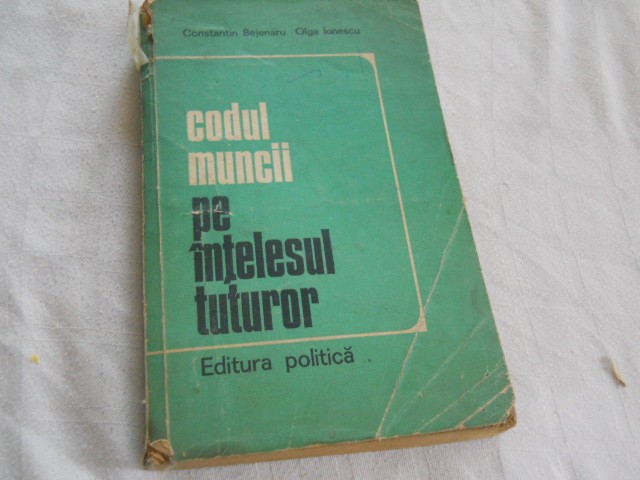 Constantin Bejenaru Olga Ionescu
codul
muncii
pe
înțelesul
tuturor
Editura politică